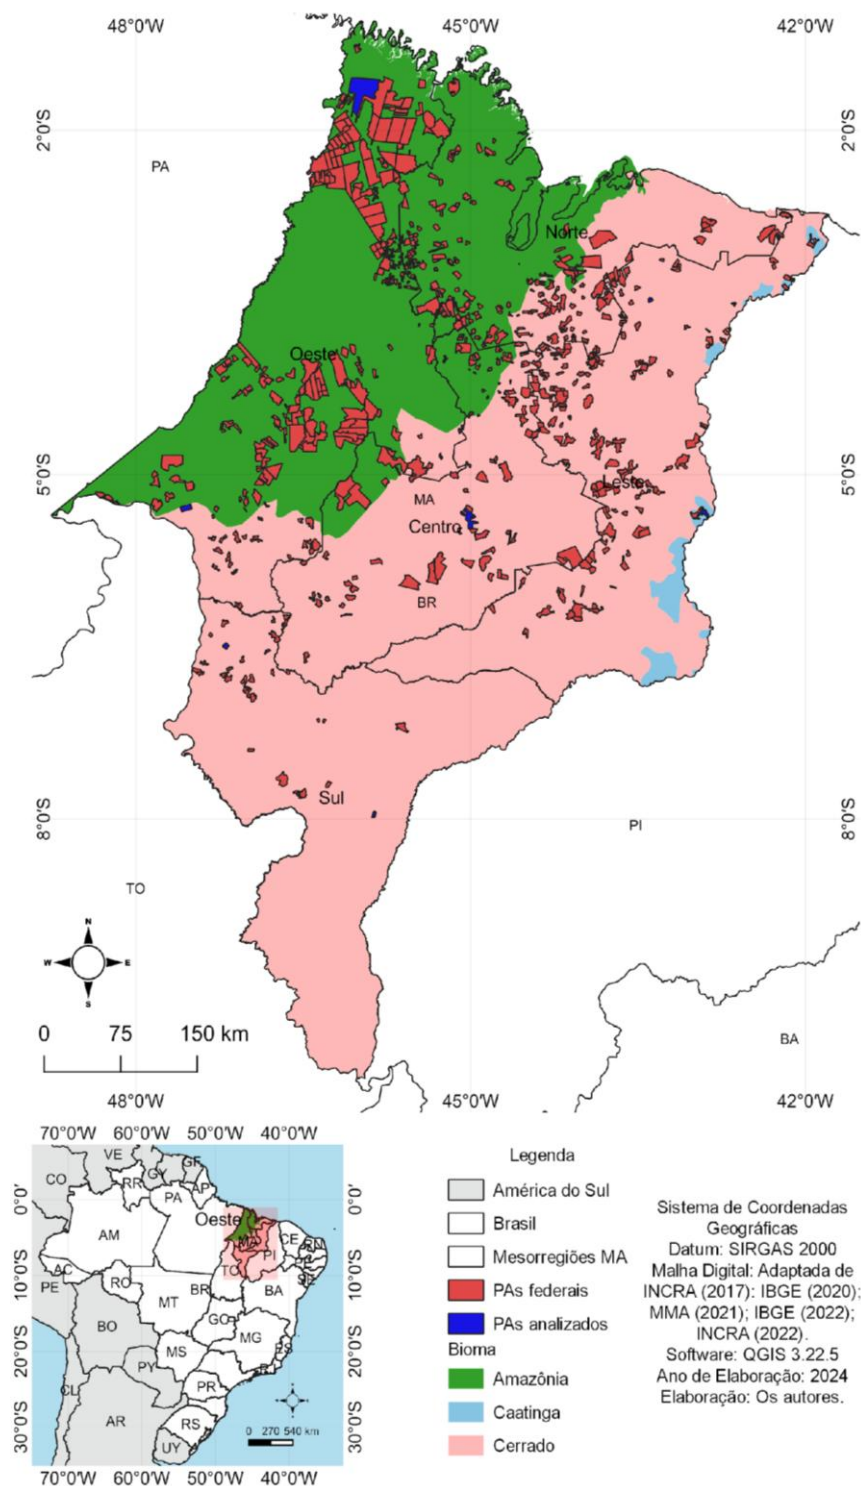 48°0'W 45°0'W 42°0'W
2°0'S 2°0'S
PA
Norte
Oeste
5°0'S 5°0'S
Leste
MA
Centro
BR
Sul
8°0'S 8°0'S
PI
TO
N
W E
S
0 75 150 km
BA
48°0'W 45°0'W 42°0'W
70°0'W 60°0'W 50°0'W 40°0'W
VE
GY
GF
CO
RR
AP
0°0'S 0°0'S
PA
Oeste
AM
MA
CE
PI
AC
TO
10°0'S 10°0'S
PE
RO
BR
BA
MT
BO
GO
20°0'S 20°0'S
MG
MS
ES
PY
CL
PR
30°0'S 30°0'S
AR
RS
0 270 540 km
UY
70°0'W 60°0'W 50°0'W 40°0'W
Legenda
América do Sul
Brasil
Mesorregiões MA
PAs federais
PAs analizados
Bioma
Amazônia
Caatinga
Cerrado
Sistema de Coordenadas
Geográficas
Datum: SIRGAS 2000
Malha Digital: Adaptada de
INCRA (2017): IBGE (2020);
MMA (2021); IBGE (2022);
INCRA (2022).
Software: QGIS 3.22.5
Ano de Elaboração: 2024
Elaboração: Os autores.